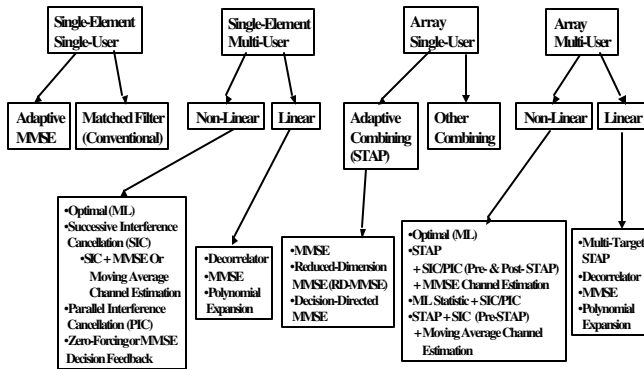 Single-Element
Single-User
Single-Element
Multi-User
Array
Single-User
Array
Multi-User
Adaptive
MMSE
Matched Filter
(Conventional)
Non-Linear
Linear
Adaptive
Combining
(STAP)
Other
Combining
Non-Linear
Linear
•Optimal (ML)
•Successive Interference
Cancellation (SIC)
•SIC + MMSE Or
Moving Average
Channel Estimation
•Parallel Interference
Cancellation (PIC)
•Zero-Forcing or MMSE
Decision Feedback
•Decorrelator
•MMSE
•Polynomial
Expansion
•MMSE
•Reduced-Dimension
MMSE (RD-MMSE)
•Decision-Directed
MMSE
•Optimal (ML)
•STAP
+ SIC/PIC (Pre- & Post- STAP)
+ MMSE Channel Estimation
•ML Statistic + SIC/PIC
•STAP + SIC (Pre-STAP)
+ Moving Average Channel
Estimation
•Multi-Target
STAP
•Decorrelator
•MMSE
•Polynomial
Expansion